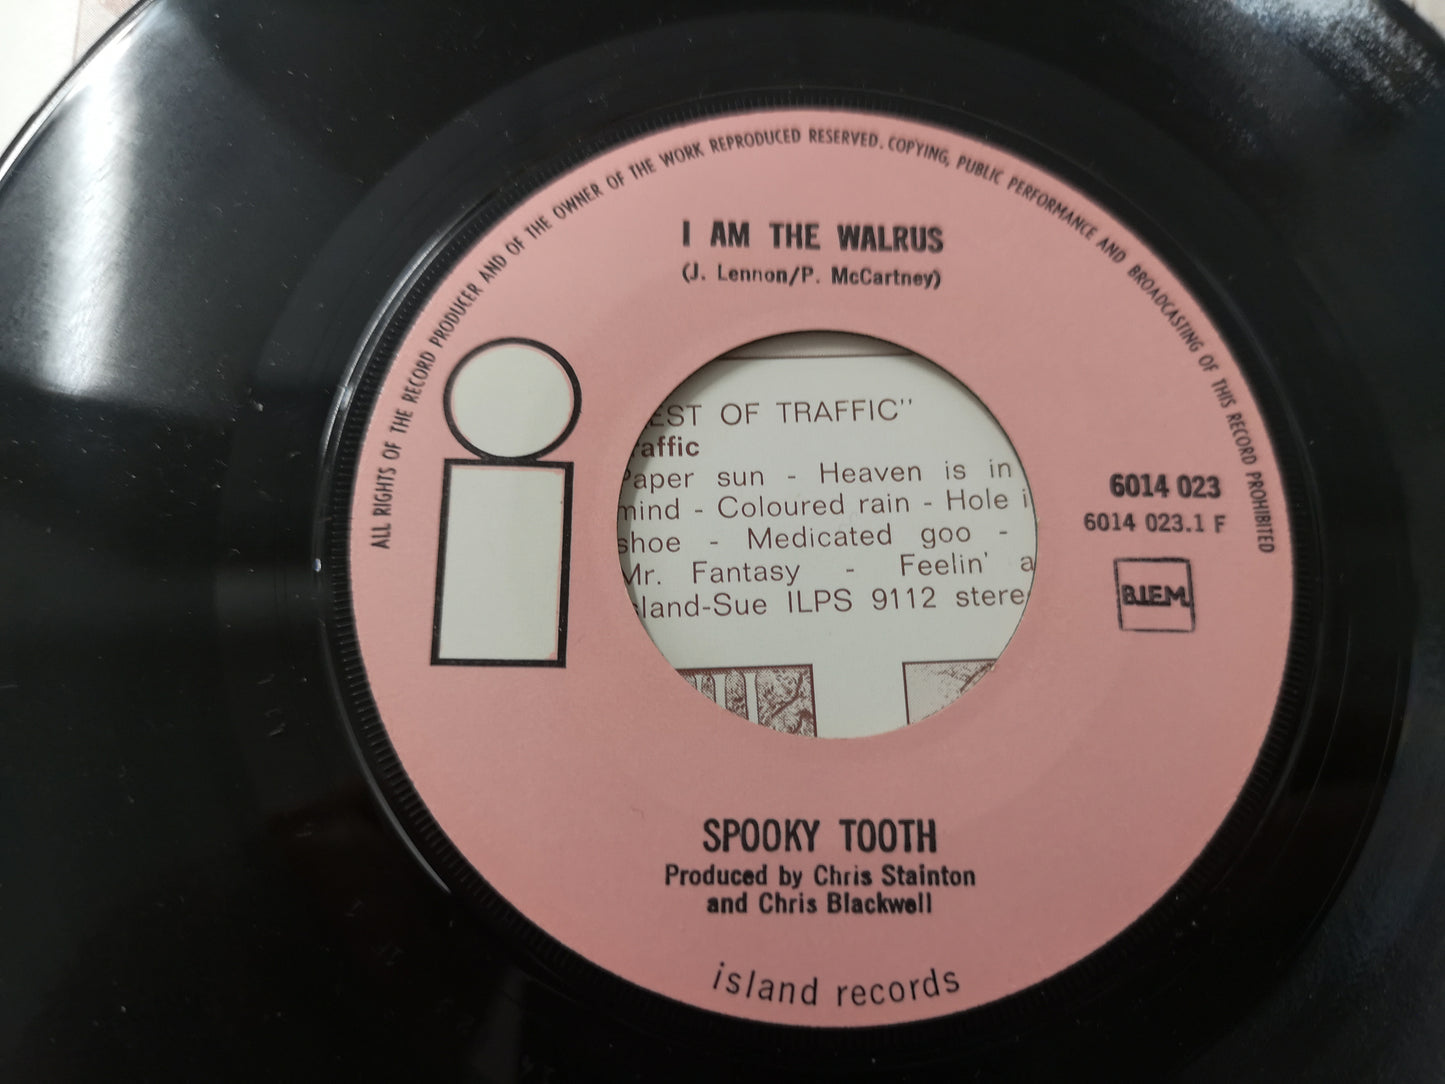 ALL RIGHTS OF THE RECORD PRODUCER AND OF THE OWNER OF THE WORK REPRODUCED RESERVED. COPYING, PUBLIC PERFORMANCE AND BROADCASTING OF THIS RECORD PROHIBITED
I AM THE WALRUS
(J. Lennon/P. McCartney)
i
EST OF TRAFFIC"
affic
aper sun - Heaven is in
mind - Coloured rain - Hole i
shoe - Medicated goo -
Mr. Fantasy - Feelin' a
sland-Sue ILPS 9112 stere
6014 023
6014 023.1 F
B.I.E.M.
SPOOKY TOOTH
Produced by Chris Stainton
and Chris Blackwell
island records